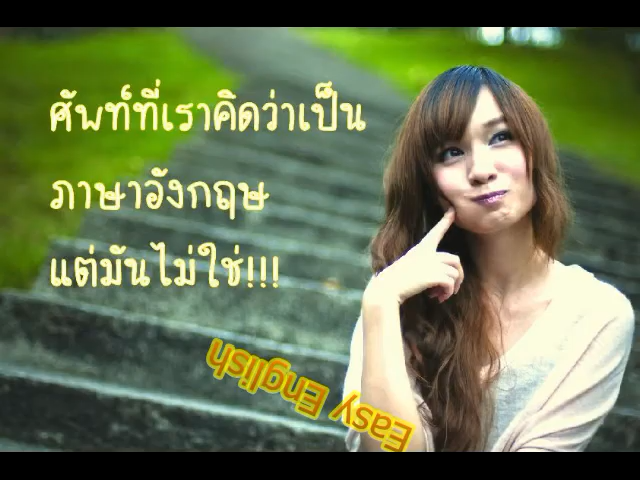 ศัพท์ที่เราคิดว่าเป็น
ภาษาอังกฤษ
แต่มันไม่ใช่!!!
Easy English